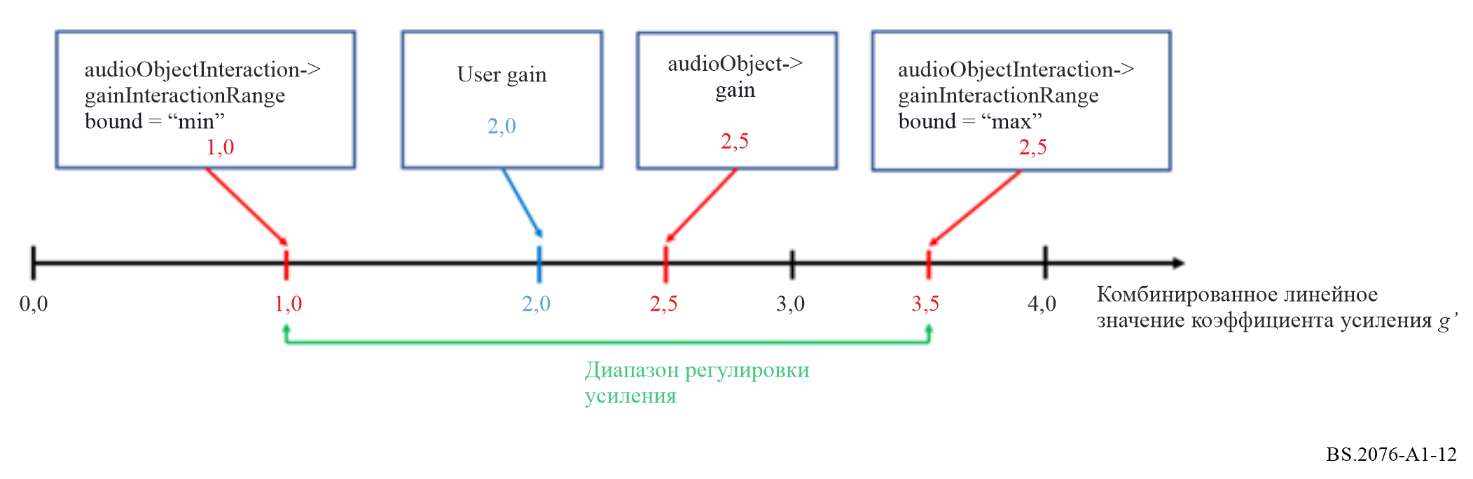 audioObjectInteraction->
gainInteractionRange
bound = “min”
1,0
User gain
2,0
audioObject->
gain
2,5
audioObjectInteraction->
gainInteractionRange
bound = “max”
2,5
0,0
1,0
2,0
2,5
3,0
3,5
4,0
Комбинированное линейное
значение коэффициента усиления g’
Диапазон регулировки
усиления
BS.2076-A1-12